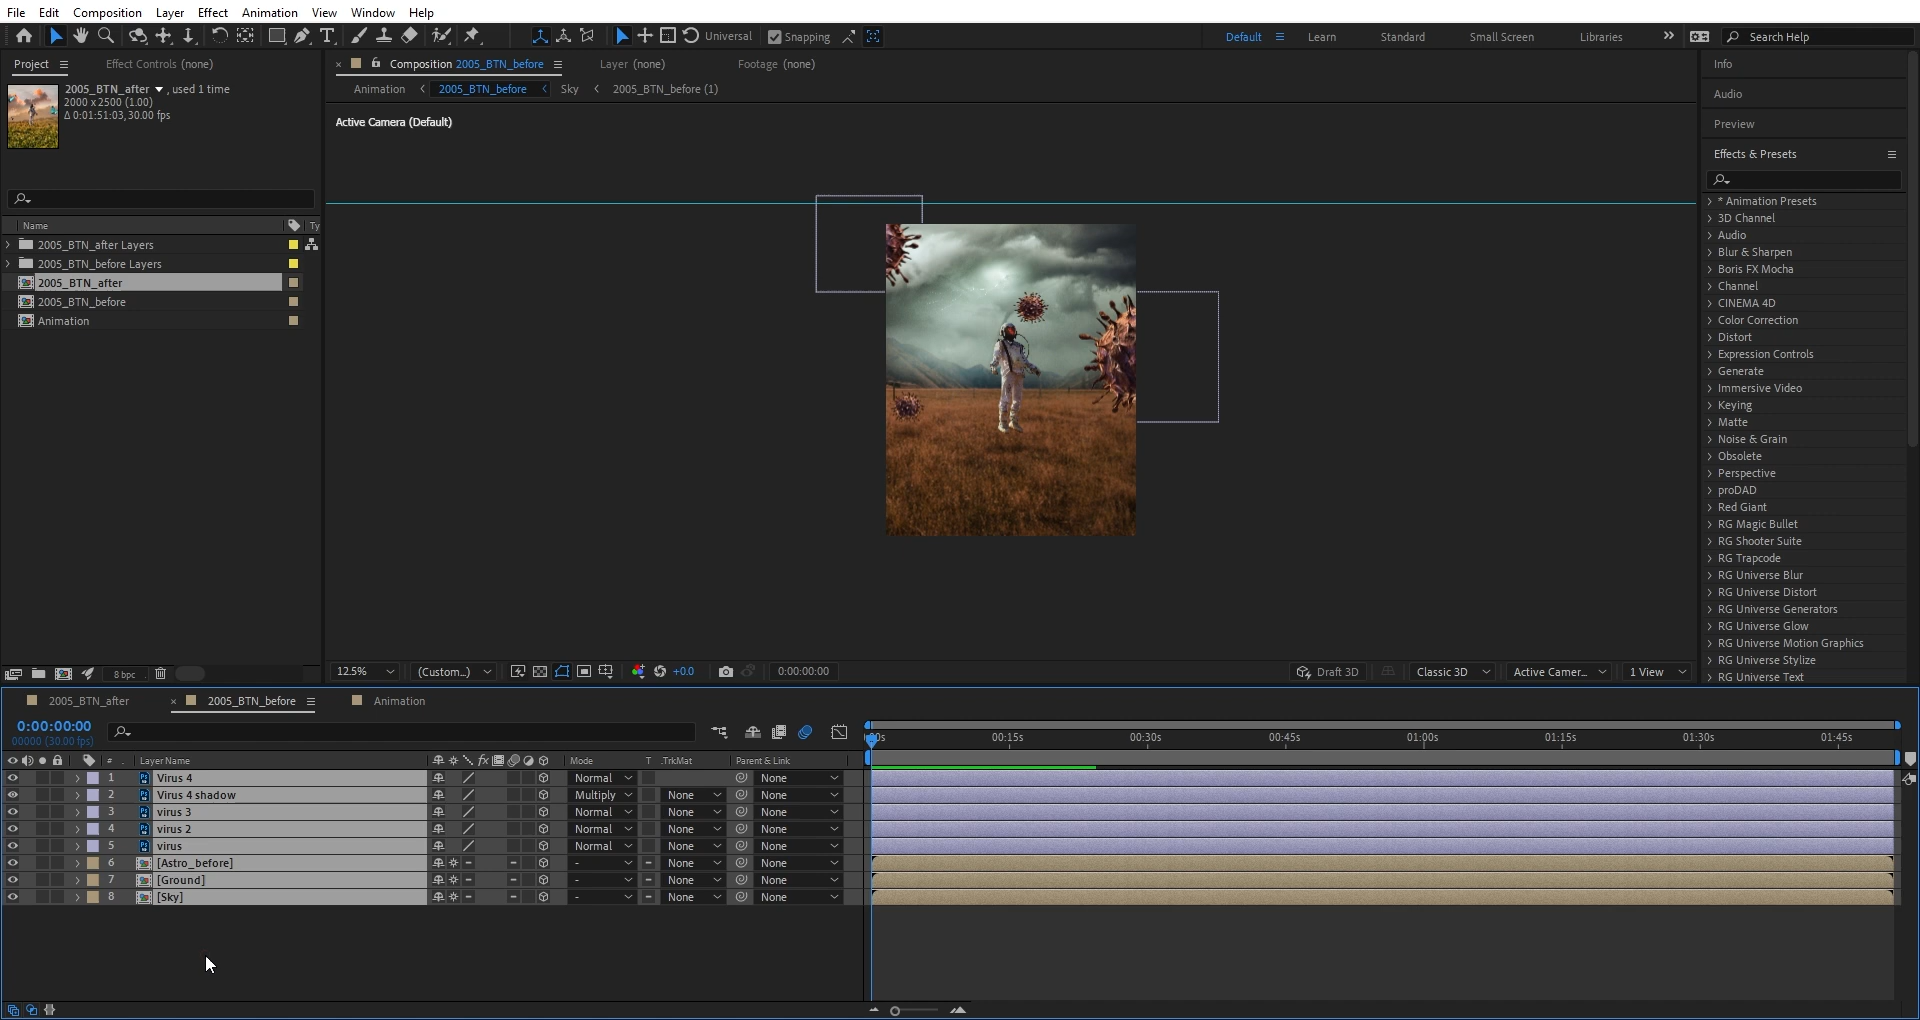 File Edit Composition Layer Effect Animation View Window Help
Universal Snapping Default Learn Standard Small Screen Libraries Search Help
Project Effect Controls (none)
2005_BTN_after , used 1 time
2000 x 2500 (1.00)
Δ 0:01:51:03, 30.00 fps
Name Ty
2005_BTN_after Layers
2005_BTN_before Layers
2005_BTN_after
2005_BTN_before
Animation
8 bpc
Composition 2005_BTN_before Layer (none) Footage (none)
Animation 2005_BTN_before Sky 2005_BTN_before (1)
Active Camera (Default)
12.5% (Custom...) +0.0 0:00:00:00 Draft 3D Classic 3D Active Camer... 1 View
Info
Audio
Preview
Effects & Presets
* Animation Presets
3D Channel
Audio
Blur & Sharpen
Boris FX Mocha
Channel
CINEMA 4D
Color Correction
Distort
Expression Controls
Generate
Immersive Video
Keying
Matte
Noise & Grain
Obsolete
Perspective
proDAD
Red Giant
RG Magic Bullet
RG Shooter Suite
RG Trapcode
RG Universe Blur
RG Universe Distort
RG Universe Generators
RG Universe Glow
RG Universe Motion Graphics
RG Universe Stylize
RG Universe Text
2005_BTN_after 2005_BTN_before Animation
0:00:00:00
00000 (30.00 fps)
00s 00:15s 00:30s 00:45s 01:00s 01:15s 01:30s 01:45s
# Layer Name fx Mode T .TrkMat Parent & Link
1 Virus 4 Normal None
2 Virus 4 shadow Multiply None None
3 virus 3 Normal None None
4 virus 2 Normal None None
5 virus Normal None None
6 [Astro_before] - None None
7 [Ground] - None None
8 [Sky] - None None